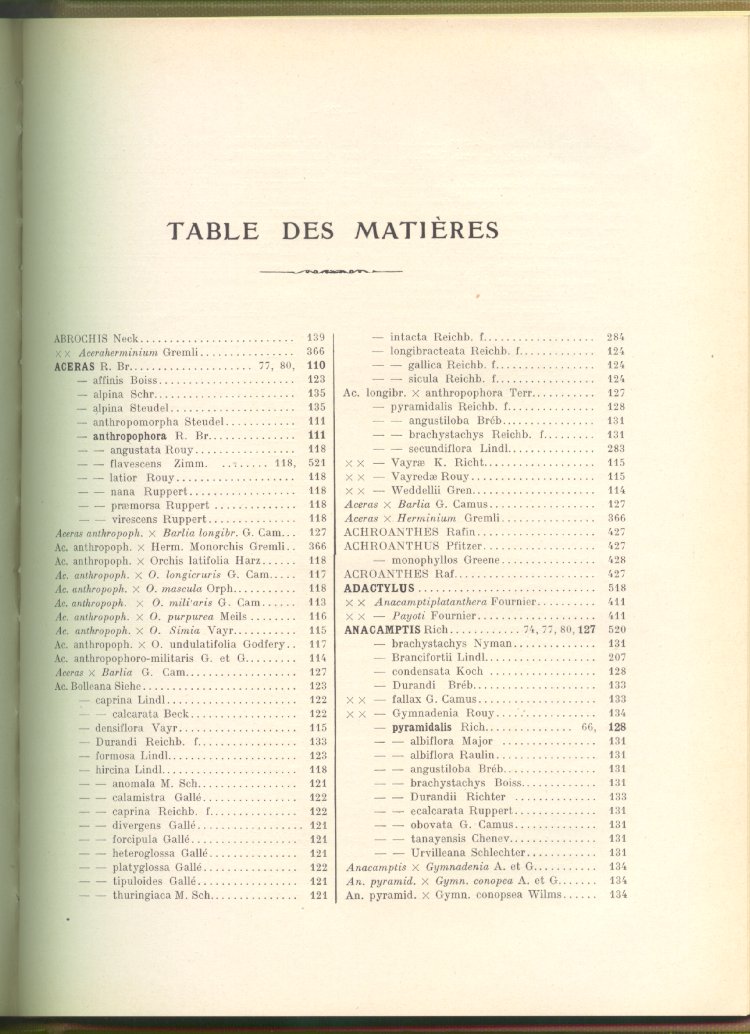 TABLE DES MATIÈRES
ABROCHIS Neck........................ 139
×× Aceraherminium Gremli............... 366
ACERAS R. Br................... 77, 80, 110
— affinis Boiss..................... 123
— alpina Schr...................... 135
— alpina Steudel................... 135
— anthropomorpha Steudel........... 111
— anthropophora R. Br.............. 111
— — angustata Rouy................ 118
— — flavescens Zimm. ........ 118, 521
— — latior Rouy................... 118
— — nana Ruppert................. 118
— — præmorsa Ruppert ............. 118
— — virescens Ruppert.............. 118
Aceras anthropoph. × Barlia longibr. G. Cam... 127
Ac. anthropoph. × Herm. Monorchis Gremli.. 366
Ac. anthropoph. × Orchis latifolia Harz...... 118
Ac. anthropoph. × O. longicruris G. Cam..... 117
Ac. anthropoph. × O. mascula Orph.......... 118
Ac. anthropoph. × O. mili'aris G. Cam...... 113
Ac. anthropoph. × O. purpurea Meils ....... 116
Ac. anthropoph. × O. Simia Vayr.......... 115
Ac. anthropoph. × O. undulatifolia Godfery.. 117
Ac. anthropophoro-militaris G. et G........ 114
Aceras × Barlia G. Cam.................. 127
Ac. Bolleana Siehe........................ 123
— caprina Lindl.................... 122
— — calcarata Beck................ 122
— densiflora Vayr.................. 115
— Durandi Reichb. f............... 133
— formosa Lindl................... 123
— hircina Lindl.................... 118
— — anomala M. Sch............... 121
— — calamistra Gallé............... 122
— — caprina Reichb. f.............. 122
— — divergens Gallé................ 121
— — forcipula Gallé................. 121
— — heteroglossa Gallé.............. 121
— — platyglossa Gallé............... 122
— — tipuloides Gallé................ 121
— — thuringiaca M. Sch............. 121
— intacta Reichb. f................. 284
— longibracteata Reichb. f........... 124
— — gallica Reichb. f............... 124
— — sicula Reichb. f............... 124
Ac. longibr. × anthropophora Terr.......... 127
— pyramidalis Reichb. f............. 128
— — angustiloba Bréb.............. 131
— — brachystachys Reichb. f........ 131
— — secundiflora Lindl............. 283
×× — Vayræ K. Richt................. 115
×× — Vayredæ Rouy................... 115
×× — Weddellii Gren................... 114
Aceras × Barlia G. Camus................. 127
Aceras × Herminium Gremli............... 366
ACHROANTHES Rafin................... 427
ACHROANTHUS Pfitzer.................. 427
— monophyllos Greene............... 428
ACROANTHES Raf...................... 427
ADACTYLUS ........................... 518
×× Anacamptiplatanthera Fournier......... 411
×× — Payoti Fournier.................. 411
ANACAMPTIS Rich........... 74, 77, 80, 127 520
— brachystachys Nyman............. 131
— Brancifortii Lindl................. 207
— condensata Koch ................. 128
— Durandi Bréb.................... 133
×× — fallax G. Camus.................. 133
×× — Gymnadenia Rouy................ 134
— pyramidalis Rich.............. 66, 128
— — albiflora Major ............... 131
— — albiflora Raulin................ 131
— — angustiloba Bréb............... 131
— — brachystachys Boiss............ 131
— — Durandii Richter ............. 133
— — ecalcarata Ruppert............. 131
— — obovata G. Camus............. 131
— — tanayensis Chenev.............. 131
— — Urvilleana Schlechter........... 131
Anacamptis × Gymnadenia A. et G.......... 134
An. pyramid. × Gymn. conopea A. et G...... 134
An. pyramid. × Gymn. conopsea Wilms...... 134